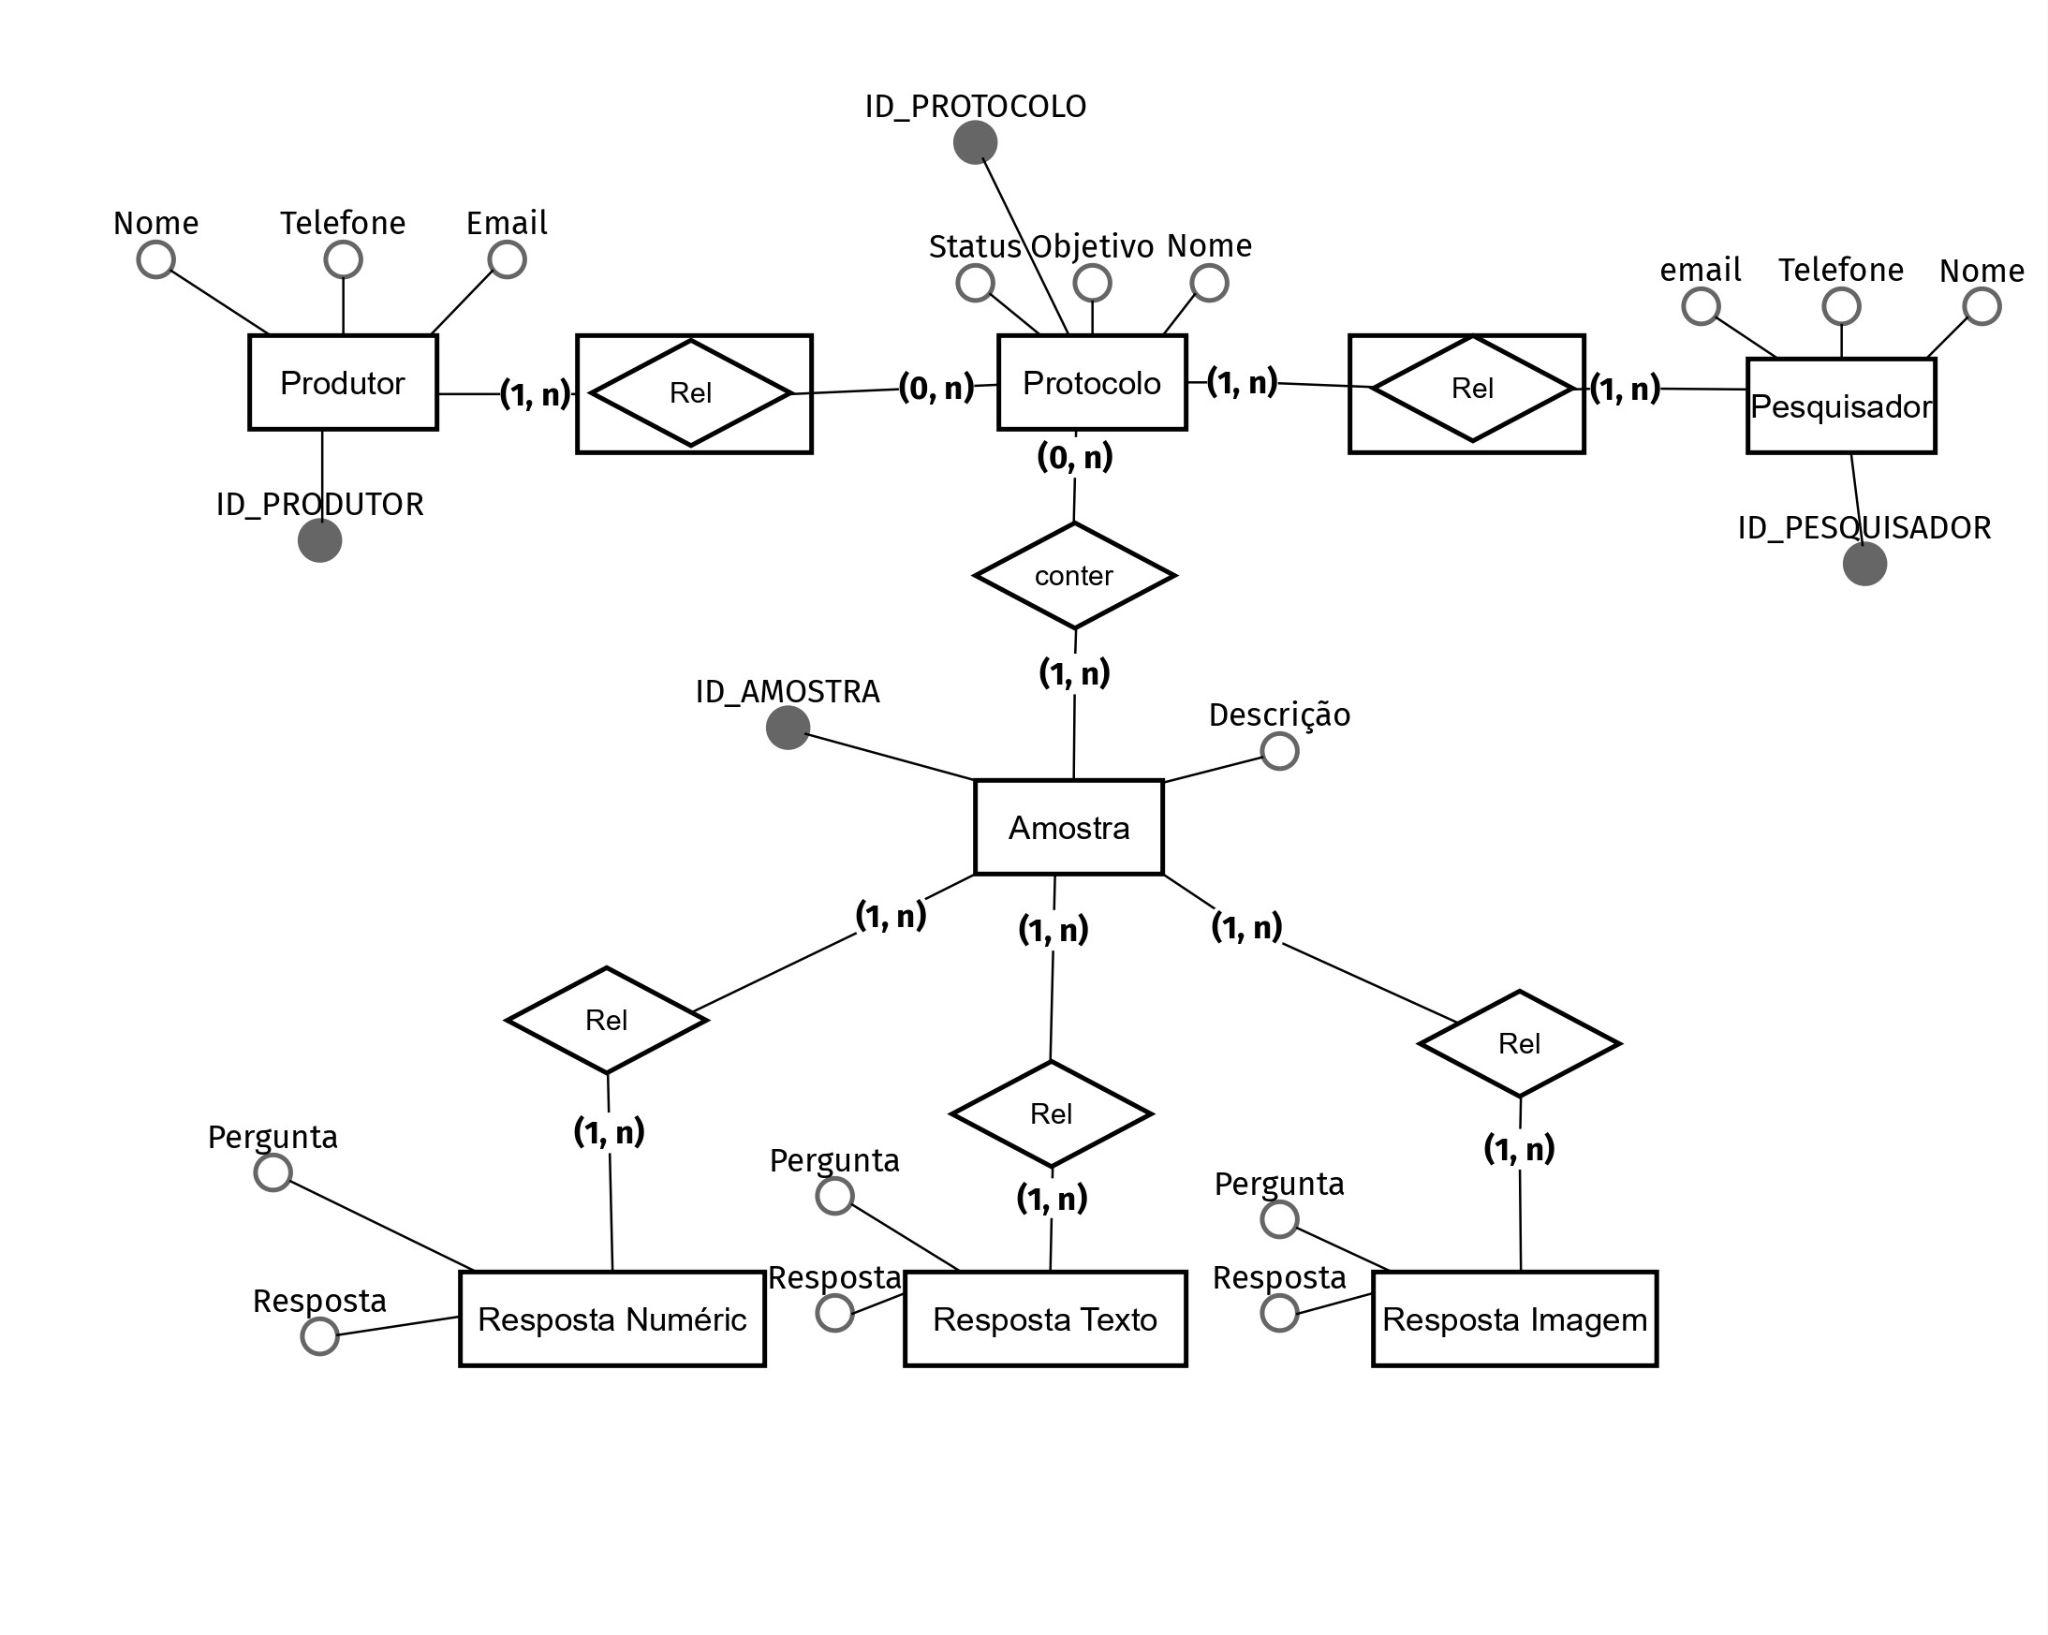 ID_PROTOCOLO
Nome
Telefone
Email
Status
Objetivo
Nome
email
Telefone
Nome
Produtor
(1, n)
Rel
(0, n)
Protocolo
(1, n)
Rel
(1, n)
Pesquisador
(0, n)
ID_PRODUTOR
ID_PESQUISADOR
conter
(1, n)
ID_AMOSTRA
Descrição
Amostra
(1, n)
(1, n)
(1, n)
Rel
Rel
Rel
(1, n)
Pergunta
(1, n)
Pergunta
Pergunta
(1, n)
Resposta
Resposta
Resposta
Resposta Numéric
Resposta Texto
Resposta Imagem